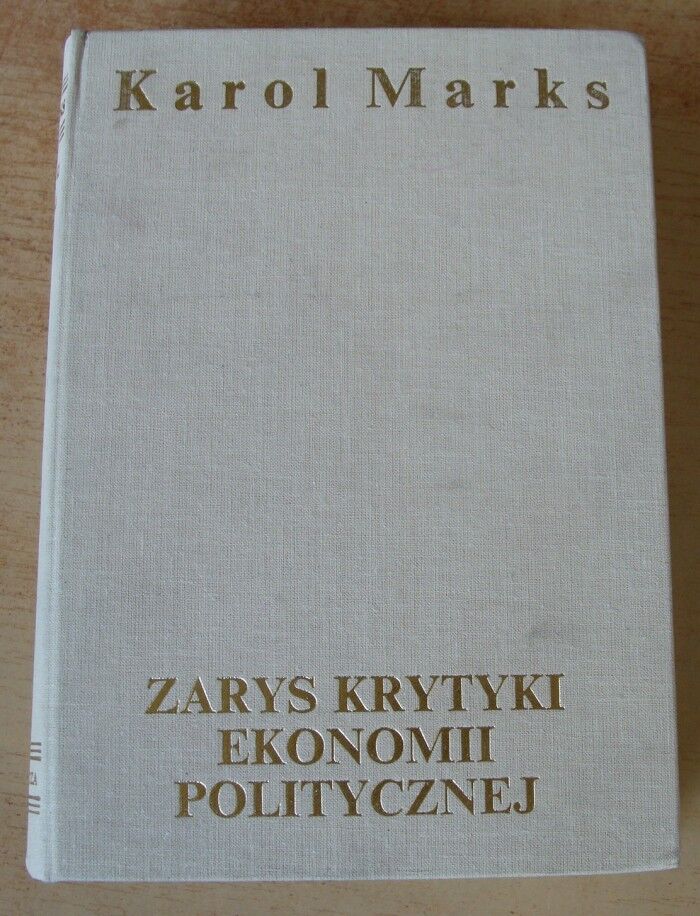 Karol Marks
ZARYS KRYTYKI
EKONOMII
POLITYCZNEJ